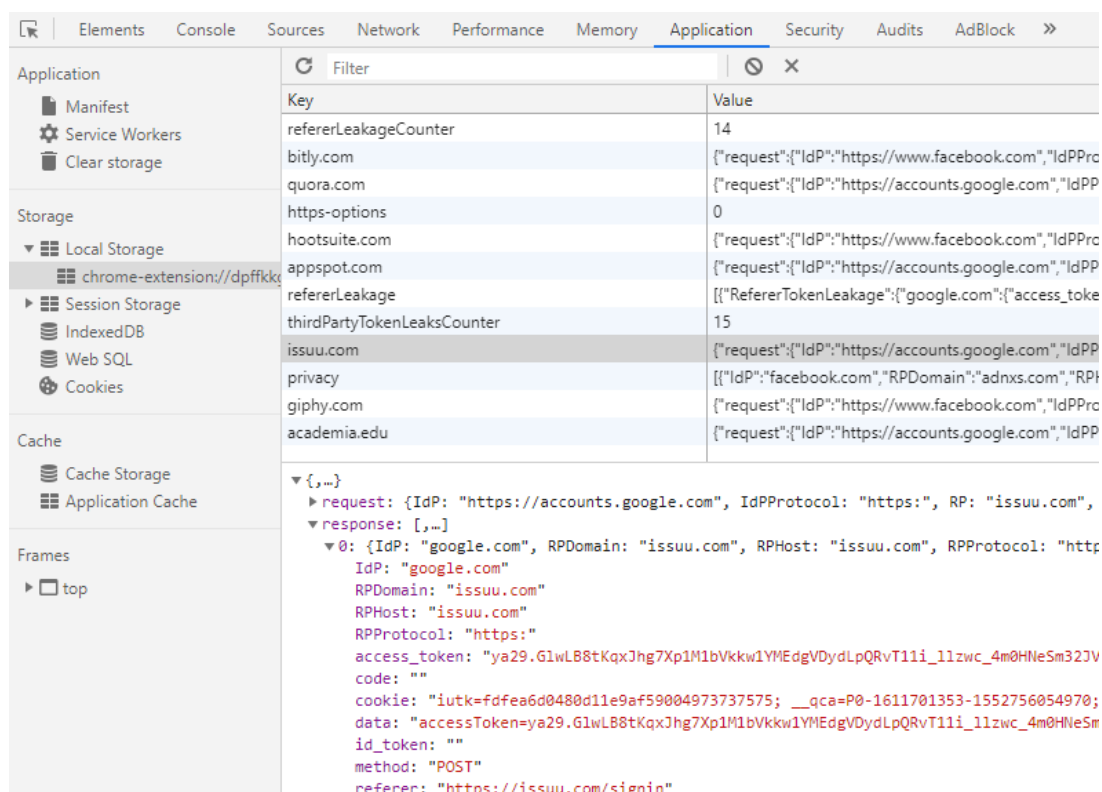 Elements Console Sources Network Performance Memory Application Security Audits AdBlock »
Application
Manifest
Service Workers
Clear storage
Storage
Local Storage
chrome-extension://dpffkkg
Session Storage
IndexedDB
Web SQL
Cookies
Cache
Cache Storage
Application Cache
Frames
top
Filter
Key Value
refererLeakageCounter 14
bitly.com {"request":{"IdP":"https://www.facebook.com","IdPPro
quora.com {"request":{"IdP":"https://accounts.google.com","IdPP
https-options 0
hootsuite.com {"request":{"IdP":"https://www.facebook.com","IdPPro
appspot.com {"request":{"IdP":"https://accounts.google.com","IdPP
refererLeakage [{"RefererTokenLeakage":{"google.com":{"access_toke
thirdPartyTokenLeaksCounter 15
issuu.com {"request":{"IdP":"https://accounts.google.com","IdPP
privacy [{"IdP":"facebook.com","RPDomain":"adnxs.com","RPH
giphy.com {"request":{"IdP":"https://www.facebook.com","IdPPro
academia.edu {"request":{"IdP":"https://accounts.google.com","IdPP
{,…}
request: {IdP: "https://accounts.google.com", IdPProtocol: "https:", RP: "issuu.com",
response: [,…]
0: {IdP: "google.com", RPDomain: "issuu.com", RPHost: "issuu.com", RPProtocol: "http
IdP: "google.com"
RPDomain: "issuu.com"
RPHost: "issuu.com"
RPProtocol: "https:"
access_token: "ya29.GlwLB8tKqxJhg7Xp1M1bVkkw1YMEdgVDydLpQRvT11i_llzwc_4m0HNeSm32JV
code: ""
cookie: "iutk=fdfea6d0480d11e9af59004973737575; __qca=P0-1611701353-1552756054970;
data: "accessToken=ya29.GlwLB8tKqxJhg7Xp1M1bVkkw1YMEdgVDydLpQRvT11i_llzwc_4m0HNeSm
id_token: ""
method: "POST"
referer: "https://issuu.com/signin"